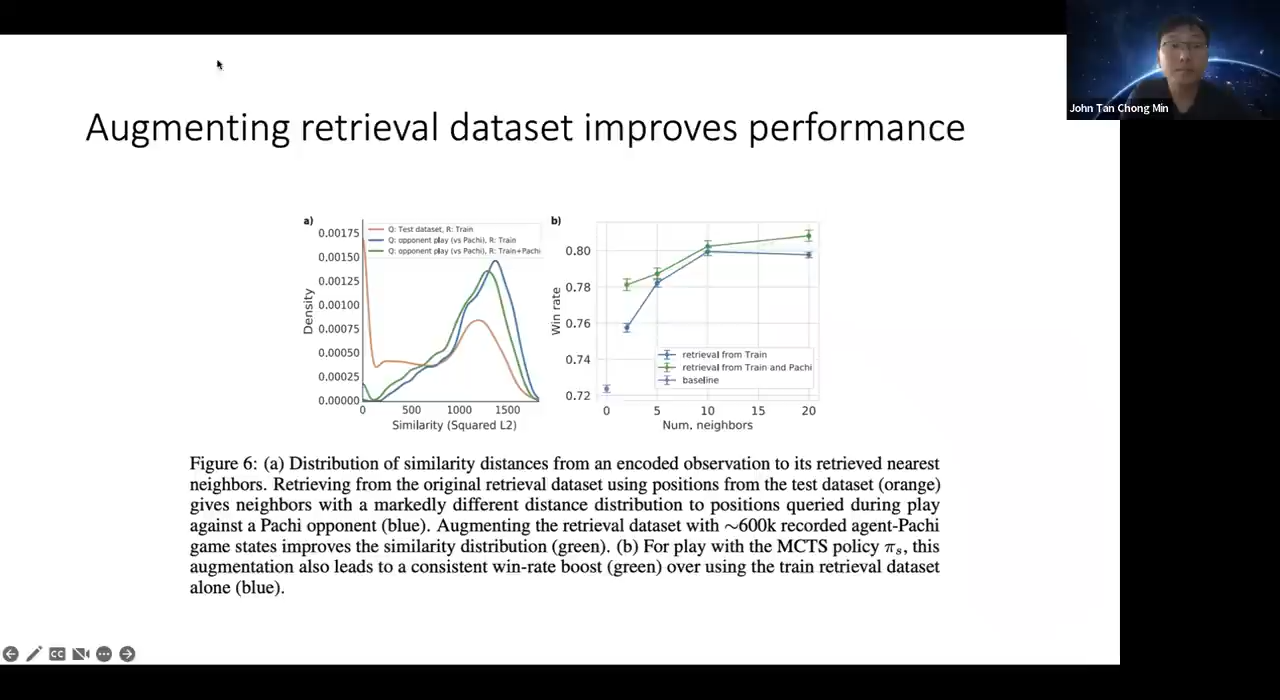 John Tan Chong Min
Augmenting retrieval dataset improves performance
a)
0.00175
0.00150
0.00125
0.00100
0.00075
0.00050
0.00025
0.00000
Density
0
500
1000
1500
Similarity (Squared L2)
Q: Test dataset, R: Train
Q: opponent play (vs Pachi), R: Train
Q: opponent play (vs Pachi), R: Train+Pachi
b)
0.80
0.78
0.76
0.74
0.72
Win rate
0
5
10
15
20
Num. neighbors
retrieval from Train
retrieval from Train and Pachi
baseline
Figure 6: (a) Distribution of similarity distances from an encoded observation to its retrieved nearest
neighbors. Retrieving from the original retrieval dataset using positions from the test dataset (orange)
gives neighbors with a markedly different distance distribution to positions queried during play
against a Pachi opponent (blue). Augmenting the retrieval dataset with ~600k recorded agent-Pachi
game states improves the similarity distribution (green). (b) For play with the MCTS policy πₛ, this
augmentation also leads to a consistent win-rate boost (green) over using the train retrieval dataset
alone (blue).
CC